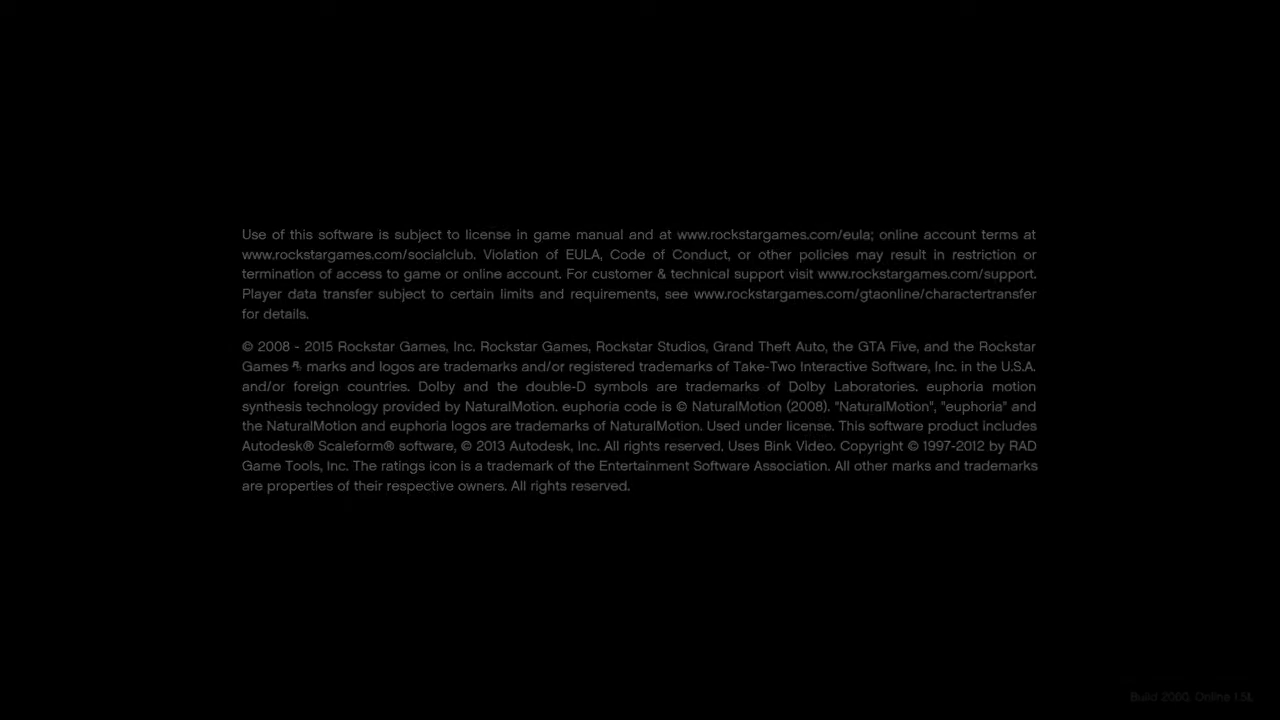 Use of this software is subject to license in game manual and at www.rockstargames.com/eula; online account terms at
www.rockstargames.com/socialclub. Violation of EULA, Code of Conduct, or other policies may result in restriction or
termination of access to game or online account. For customer & technical support visit www.rockstargames.com/support.
Player data transfer subject to certain limits and requirements, see www.rockstargames.com/gtaonline/charactertransfer
for details.
© 2008 - 2015 Rockstar Games, Inc. Rockstar Games, Rockstar Studios, Grand Theft Auto, the GTA Five, and the Rockstar
Games R* marks and logos are trademarks and/or registered trademarks of Take-Two Interactive Software, Inc. in the U.S.A.
and/or foreign countries. Dolby and the double-D symbols are trademarks of Dolby Laboratories. euphoria motion
synthesis technology provided by NaturalMotion. euphoria code is © NaturalMotion (2008). "NaturalMotion", "euphoria" and
the NaturalMotion and euphoria logos are trademarks of NaturalMotion. Used under license. This software product includes
Autodesk® Scaleform® software, © 2013 Autodesk, Inc. All rights reserved. Uses Bink Video. Copyright © 1997-2012 by RAD
Game Tools, Inc. The ratings icon is a trademark of the Entertainment Software Association. All other marks and trademarks
are properties of their respective owners. All rights reserved.
Build 2060, Online